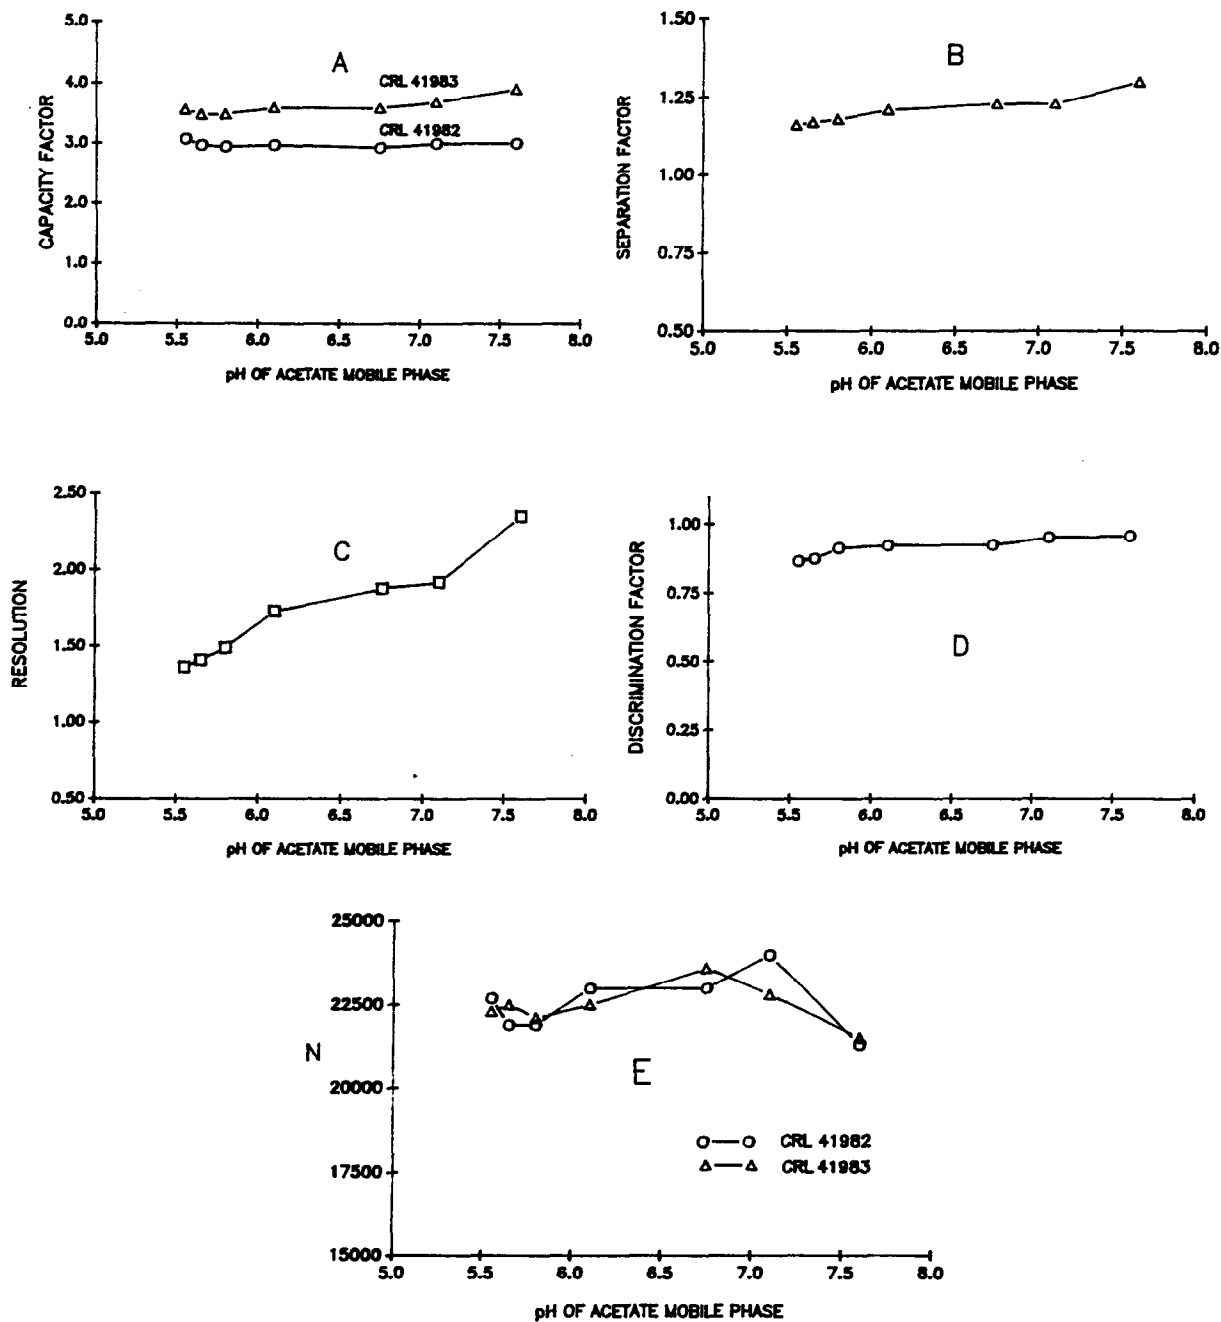 A
CAPACITY FACTOR
5.0
4.0
3.0
2.0
1.0
0.0
CRL 41983
CRL 41982
5.0 5.5 6.0 6.5 7.0 7.5 8.0
pH OF ACETATE MOBILE PHASE
B
SEPARATION FACTOR
1.50
1.25
1.00
0.75
0.50
5.0 5.5 6.0 6.5 7.0 7.5 8.0
pH OF ACETATE MOBILE PHASE
C
RESOLUTION
2.50
2.00
1.50
1.00
0.50
5.0 5.5 6.0 6.5 7.0 7.5 8.0
pH OF ACETATE MOBILE PHASE
D
DISCRIMINATION FACTOR
1.00
0.75
0.50
0.25
0.00
5.0 5.5 6.0 6.5 7.0 7.5 8.0
pH OF ACETATE MOBILE PHASE
E
N
25000
22500
20000
17500
15000
CRL 41982
CRL 41983
5.0 5.5 6.0 6.5 7.0 7.5 8.0
pH OF ACETATE MOBILE PHASE